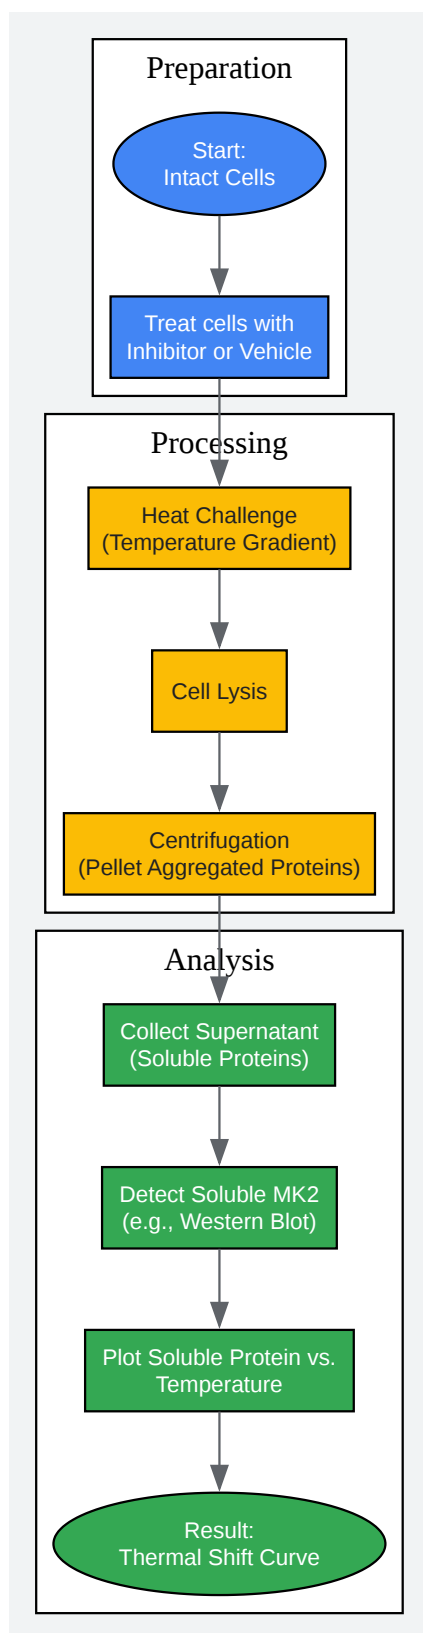 Preparation
Start:
Intact Cells
Treat cells with
Inhibitor or Vehicle
Processing
Heat Challenge
(Temperature Gradient)
Cell Lysis
Centrifugation
(Pellet Aggregated Proteins)
Analysis
Collect Supernatant
(Soluble Proteins)
Detect Soluble MK2
(e.g., Western Blot)
Plot Soluble Protein vs.
Temperature
Result:
Thermal Shift Curve